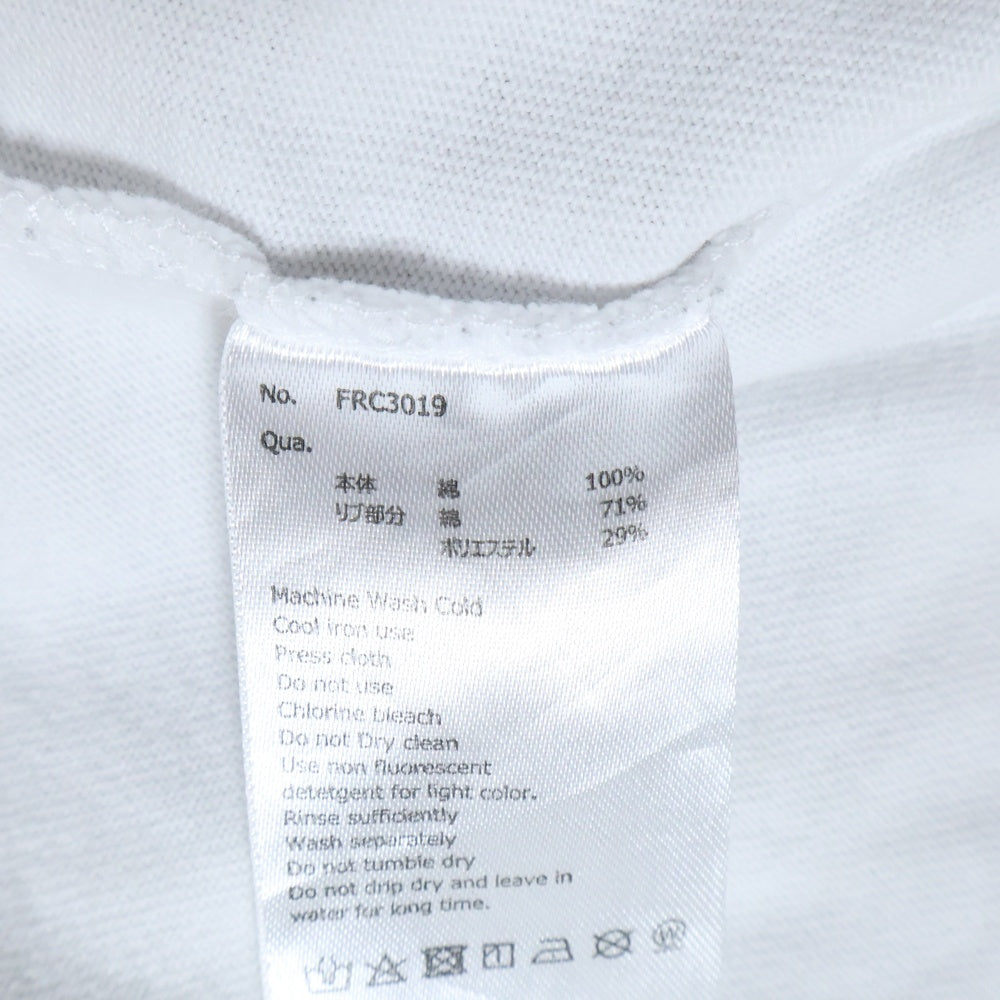 No. FRC3019
Qua.
本体 綿 100%
リブ部分 綿 71%
ポリエステル 29%
Machine Wash Cold
Cool iron use
Press cloth
Do not use
Chlorine bleach
Do not Dry clean
Use non fluorescent
detetgent for light color.
Rinse sufficiently
Wash separately
Do not tumble dry
Do not drip dry and leave in
water for long time.